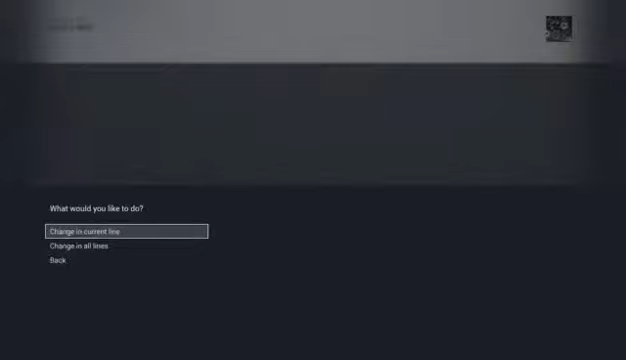 What would you like to do?
Change in current line
Change in all lines
Back